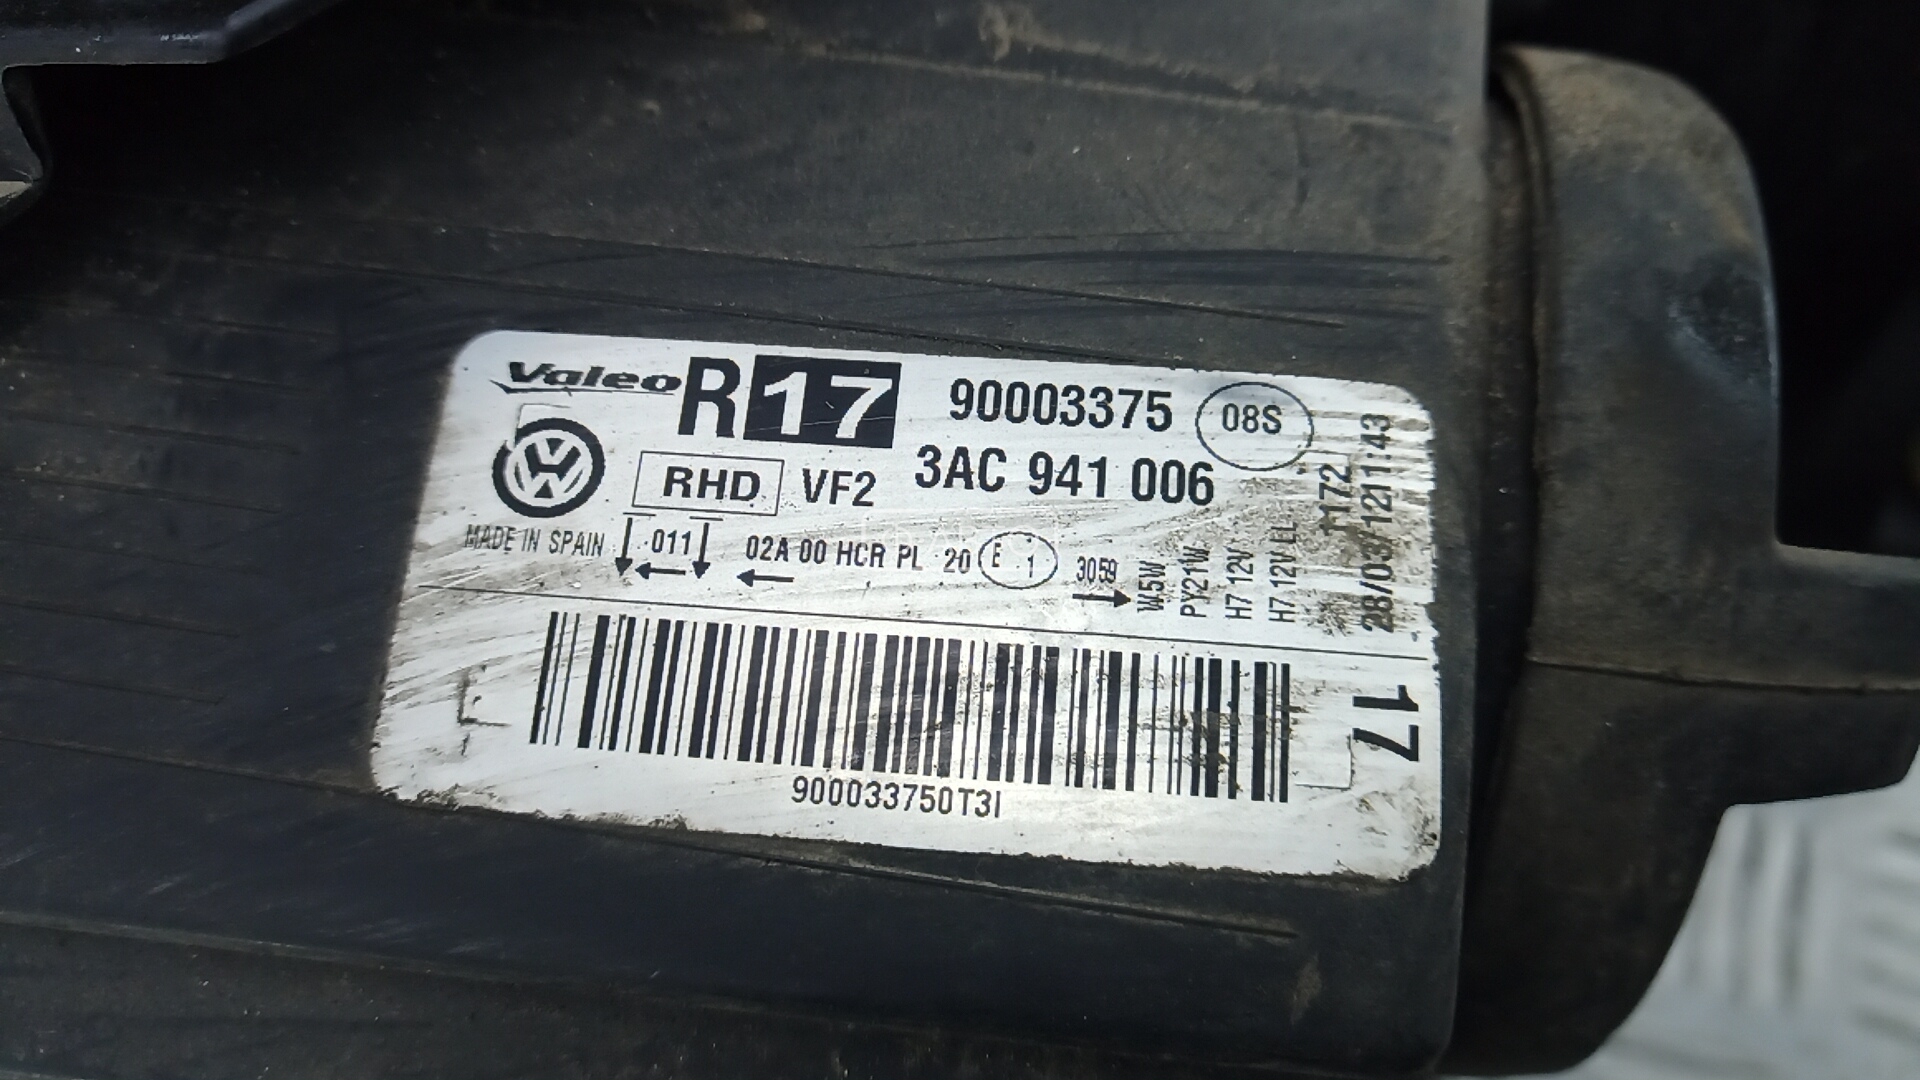 Valeo R 17 90003375 08S
RHD VF2 3AC 941 006
MADE IN SPAIN 011 02A 00 HCR PL 20 E 1 3059
W5W
PY21W
H7 12V
H7 12V LL
1172
28/03/12 11:43
17
900033750T3I